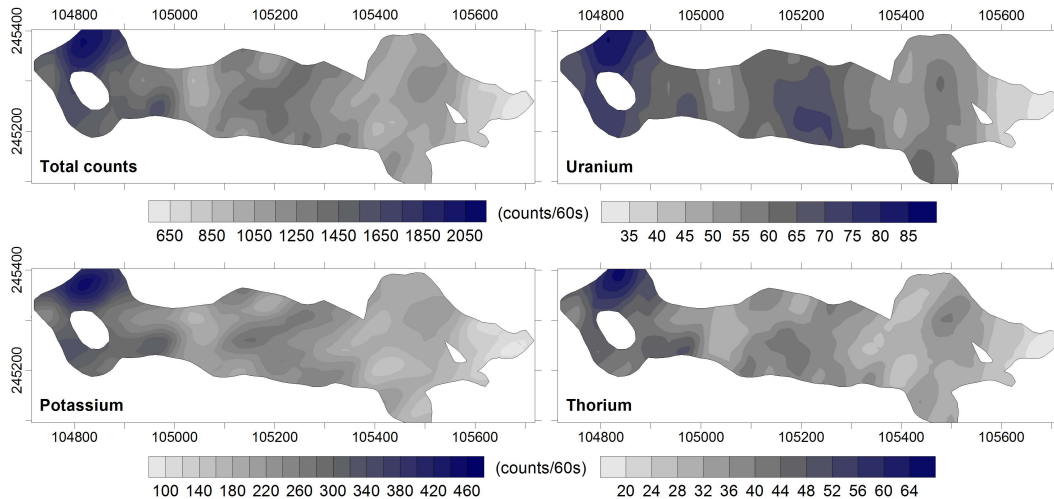 104800 105000 105200 105400 105600
104800 105000 105200 105400 105600
245400
245200
Total counts
Uranium
650 850 1050 1250 1450 1650 1850 2050
(counts/60s)
35 40 45 50 55 60 65 70 75 80 85
245400
245200
Potassium
Thorium
104800 105000 105200 105400 105600
104800 105000 105200 105400 105600
100 140 180 220 260 300 340 380 420 460
(counts/60s)
20 24 28 32 36 40 44 48 52 56 60 64